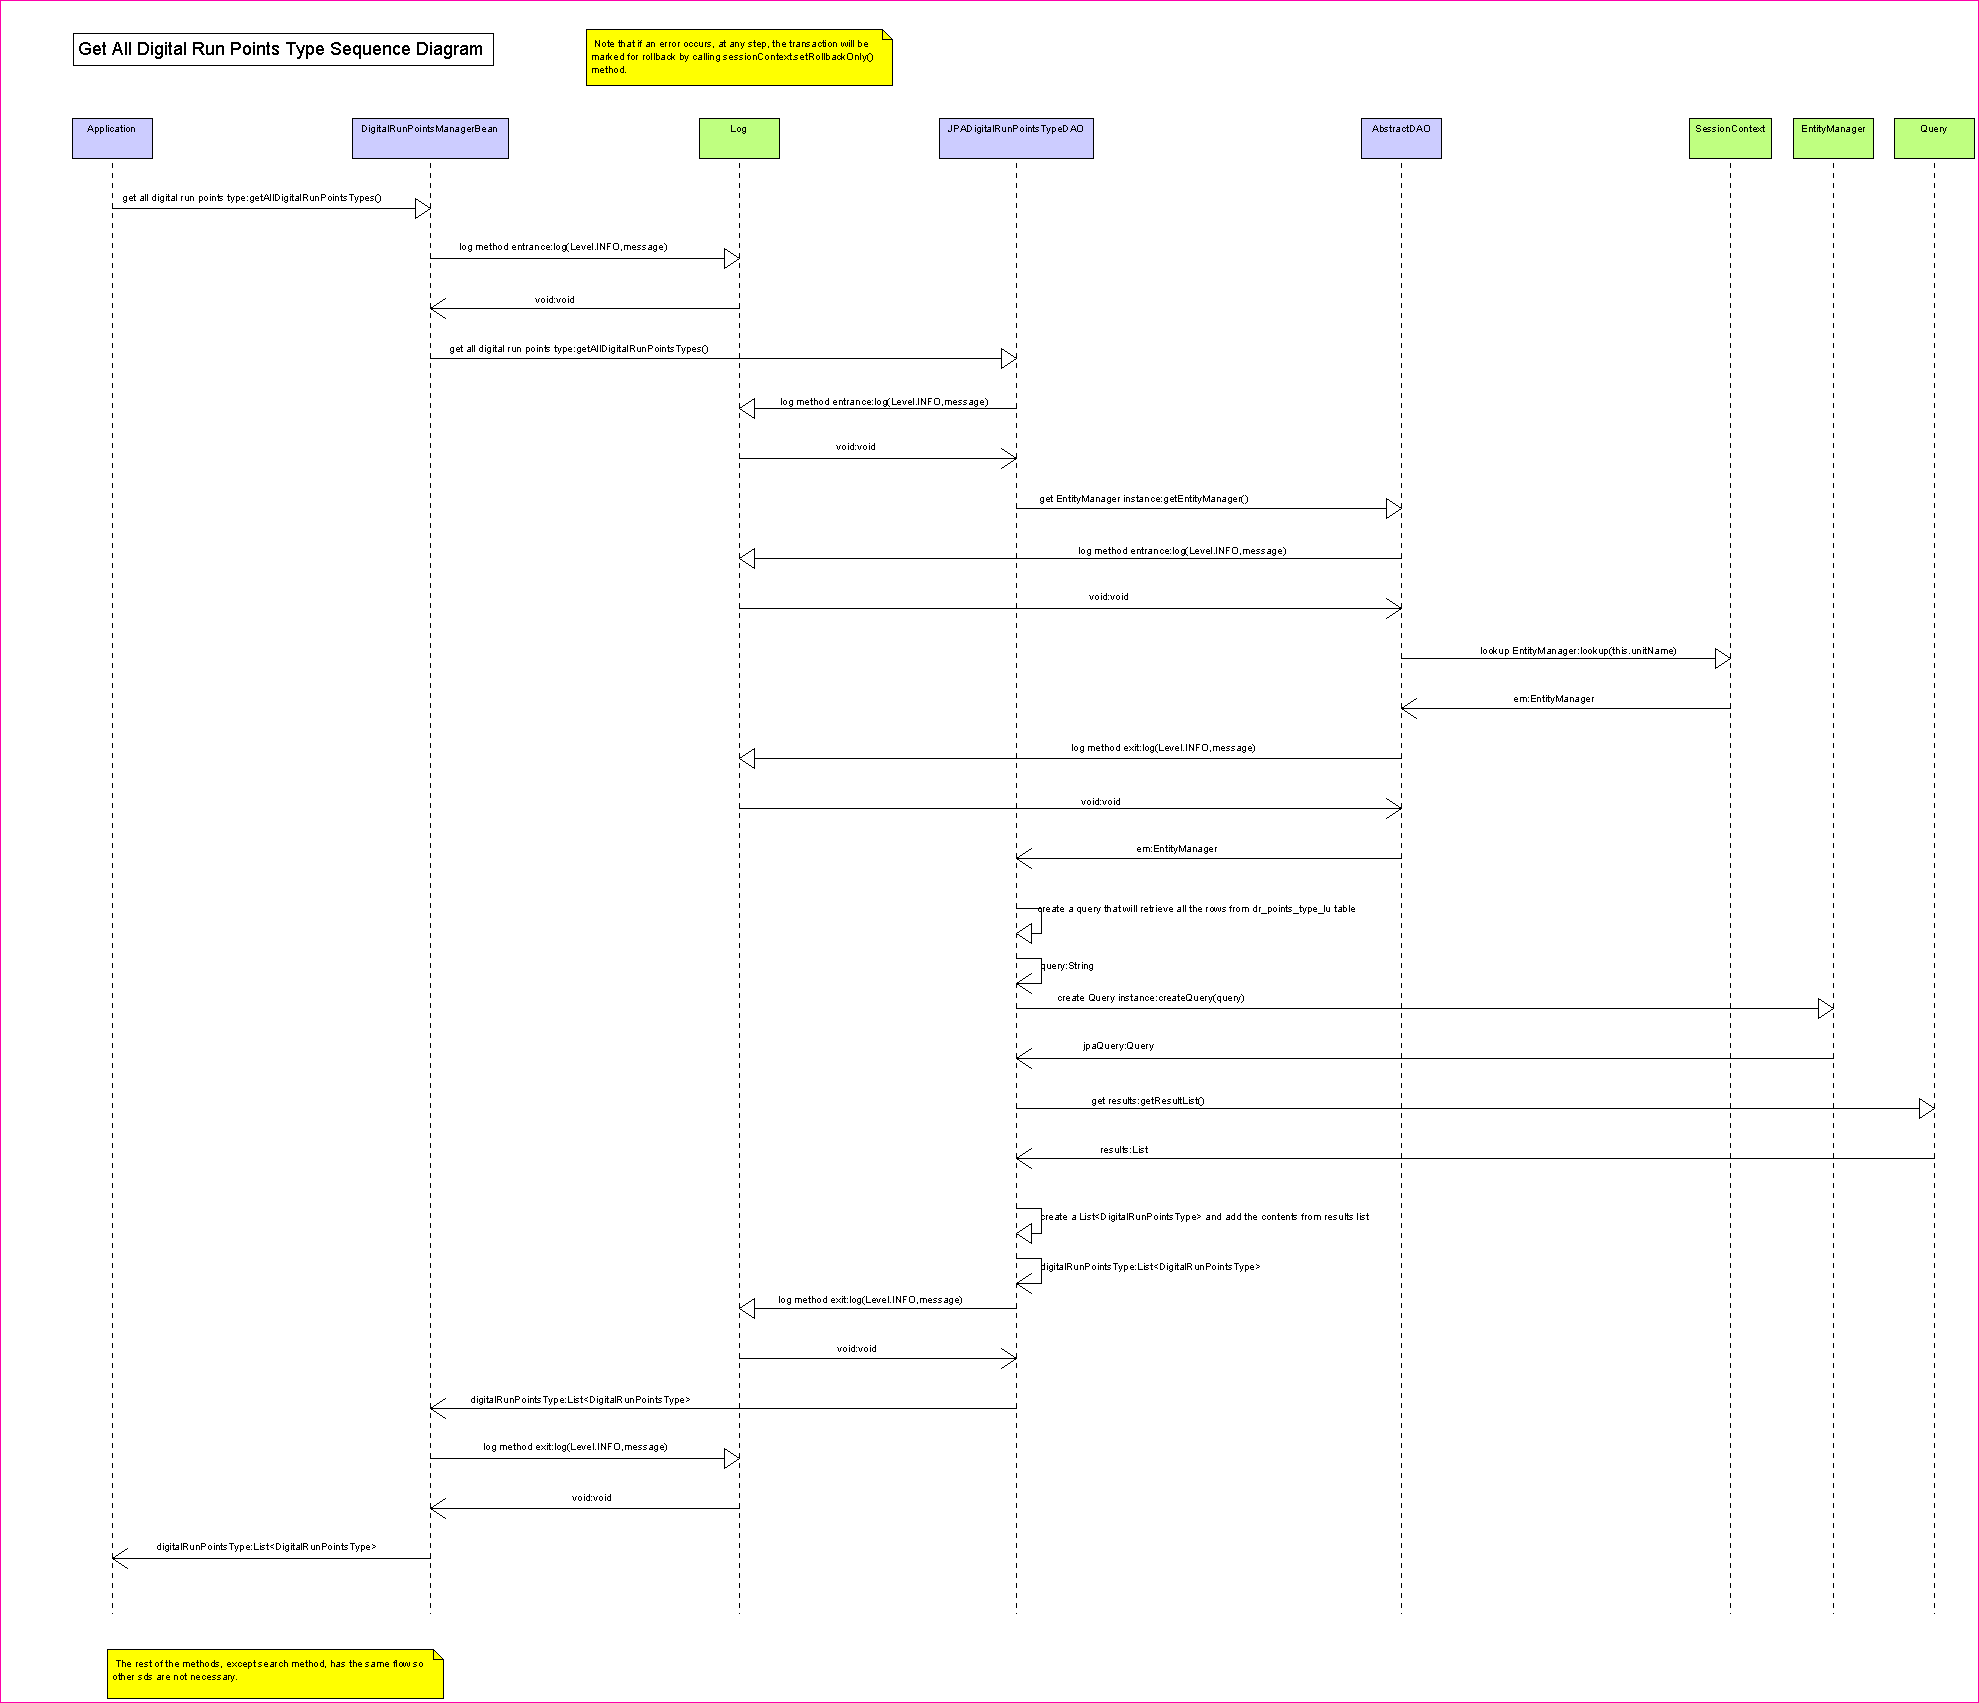 Get All Digital Run Points Type Sequence Diagram
Note that if an error occurs, at any step, the transaction will be
marked for rollback by calling sessionContext.setRollbackOnly()
method.
Application
DigitalRunPointsManagerBean
Log
JPADigitalRunPointsTypeDAO
AbstractDAO
SessionContext
EntityManager
Query
get all digital run points type:getAllDigitalRunPointsTypes()
log method entrance:log(Level.INFO,message)
void:void
get all digital run points type:getAllDigitalRunPointsTypes()
log method entrance:log(Level.INFO,message)
void:void
get EntityManager instance:getEntityManager()
log method entrance:log(Level.INFO,message)
void:void
lookup EntityManager:lookup(this.unitName)
em:EntityManager
log method exit:log(Level.INFO,message)
void:void
em:EntityManager
create a query that will retrieve all the rows from dr_points_type_lu table
query:String
create Query instance:createQuery(query)
jpaQuery:Query
get results:getResultList()
results:List
create a List<DigitalRunPointsType> and add the contents from results list
digitalRunPointsType:List<DigitalRunPointsType>
log method exit:log(Level.INFO,message)
void:void
digitalRunPointsType:List<DigitalRunPointsType>
log method exit:log(Level.INFO,message)
void:void
digitalRunPointsType:List<DigitalRunPointsType>
The rest of the methods, except search method, has the same flow so
other sds are not necessary.